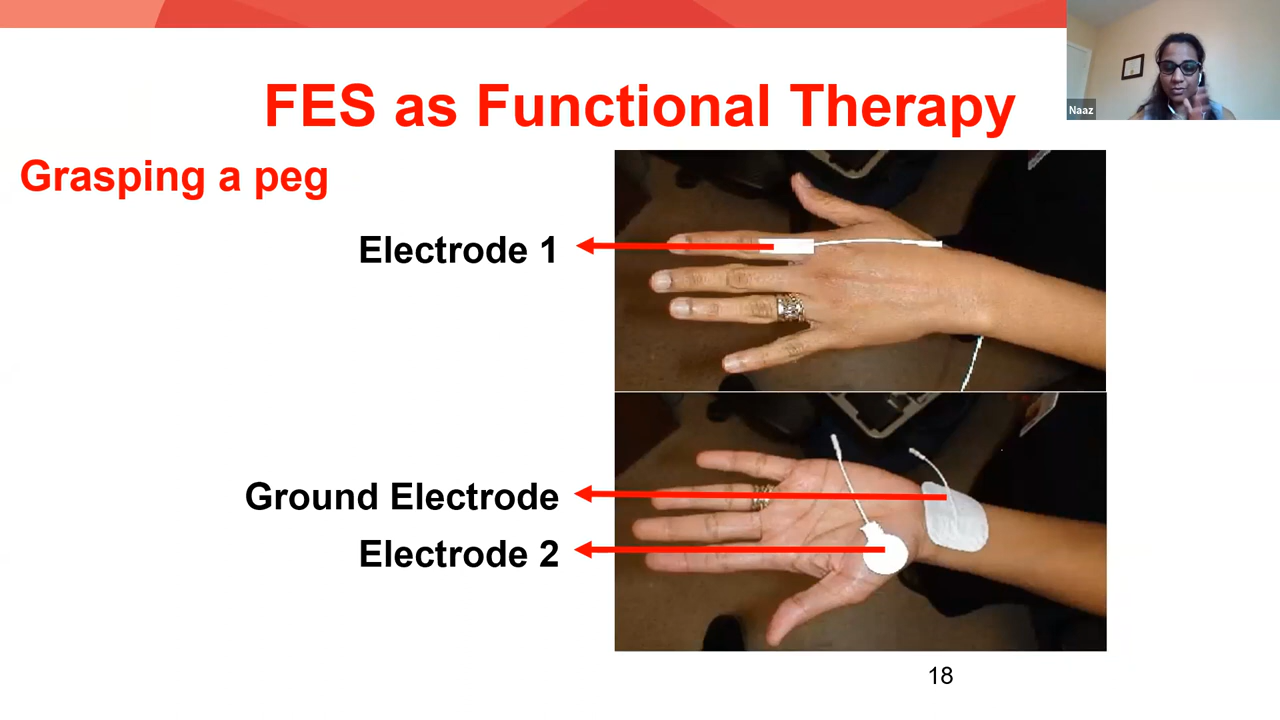 FES as Functional Therapy
Naaz
Grasping a peg
Electrode 1
Ground Electrode
Electrode 2
18